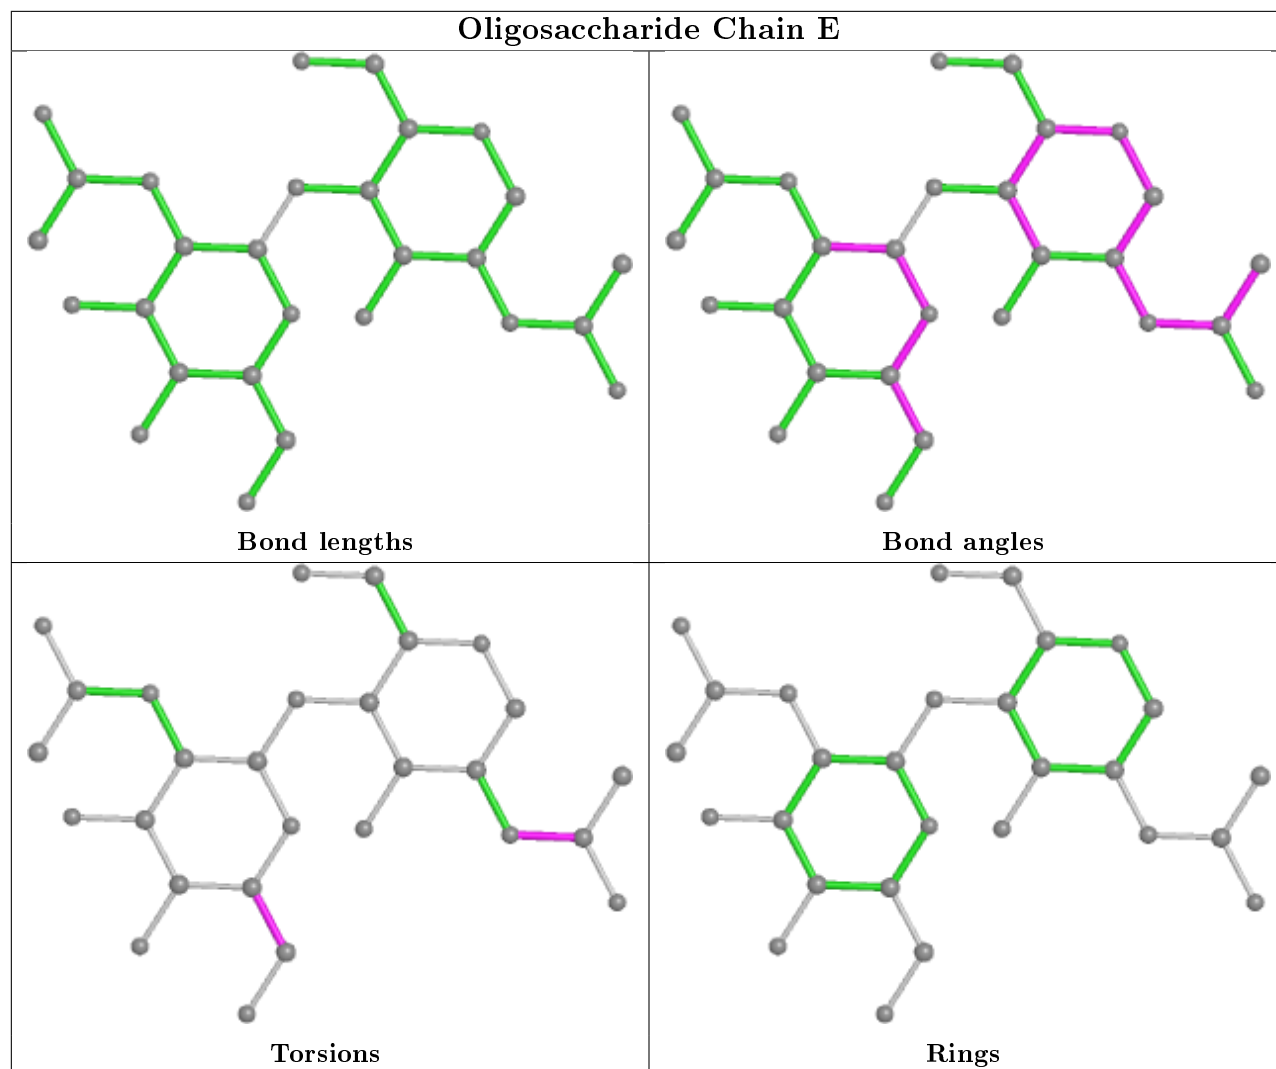 Oligosaccharide Chain E
Bond lengths
Bond angles
Torsions
Rings